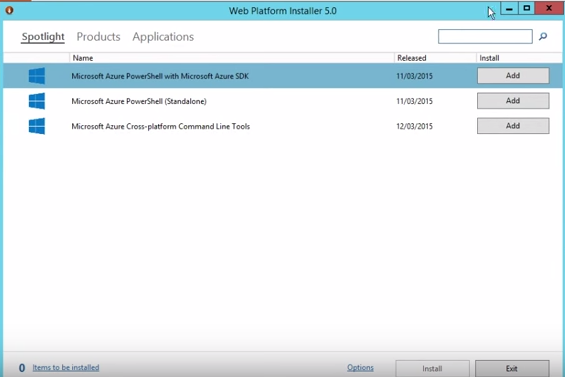 Web Platform Installer 5.0
Spotlight Products Applications
Name Released Install
Microsoft Azure PowerShell with Microsoft Azure SDK 11/03/2015 Add
Microsoft Azure PowerShell (Standalone) 11/03/2015 Add
Microsoft Azure Cross-platform Command Line Tools 12/03/2015 Add
0 Items to be installed Options Install Exit